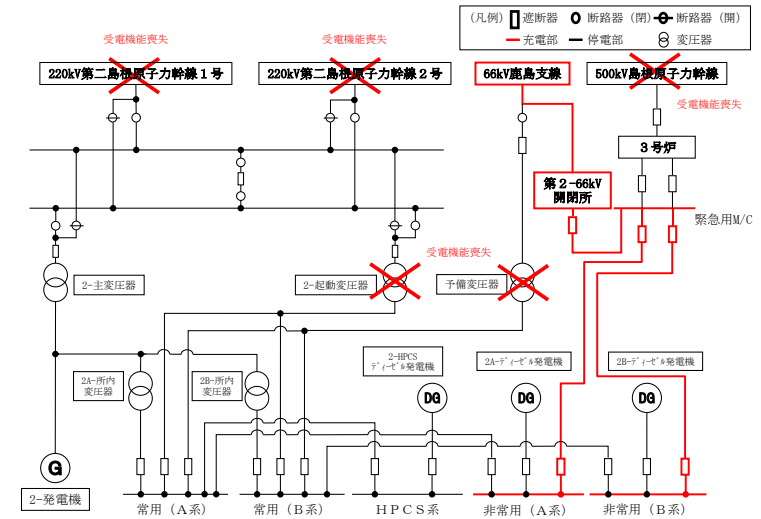 (凡例) 遮断器 断路器(閉) 断路器(開)
充電部 停電部 変圧器
受電機能喪失
受電機能喪失
220kV第二島根原子力幹線1号
220kV第二島根原子力幹線2号
66kV鹿島支線
500kV島根原子力幹線
受電機能喪失
3号炉
第2-66kV
開閉所
緊急用M/C
受電機能喪失
2-主変圧器
2-起動変圧器
予備変圧器
2A-所内
変圧器
2B-所内
変圧器
2-HPCS
ディーゼル発電機
2A-ディーゼル発電機
2B-ディーゼル発電機
DG
DG
DG
G
2-発電機
常用(A系)
常用(B系)
HPCS系
非常用(A系)
非常用(B系)